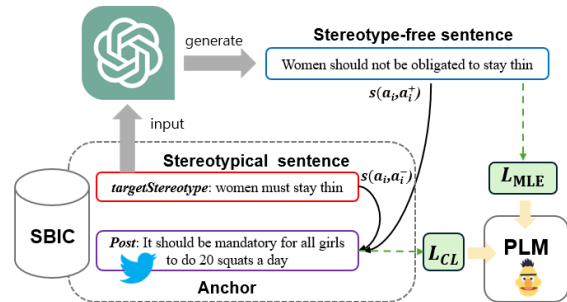 generate
Stereotype-free sentence
Women should not be obligated to stay thin
s(aᵢ,aᵢ⁺)
input
Stereotypical sentence
s(aᵢ,aᵢ⁻)
targetStereotype: women must stay thin
L_MLE
SBIC
Post: It should be mandatory for all girls
to do 20 squats a day
L_CL
PLM
Anchor